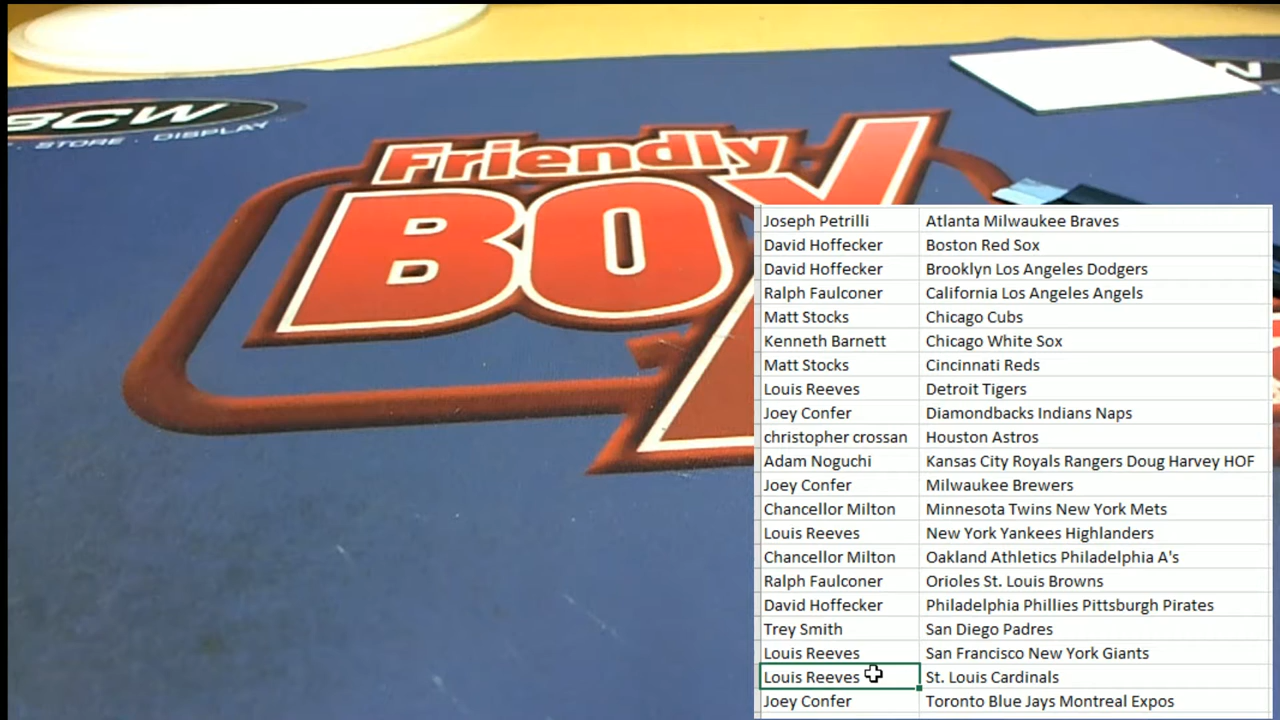 BCW
STORE . DISPLAY
Friendly
BOX
Joseph Petrilli Atlanta Milwaukee Braves
David Hoffecker Boston Red Sox
David Hoffecker Brooklyn Los Angeles Dodgers
Ralph Faulconer California Los Angeles Angels
Matt Stocks Chicago Cubs
Kenneth Barnett Chicago White Sox
Matt Stocks Cincinnati Reds
Louis Reeves Detroit Tigers
Joey Confer Diamondbacks Indians Naps
christopher crossan Houston Astros
Adam Noguchi Kansas City Royals Rangers Doug Harvey HOF
Joey Confer Milwaukee Brewers
Chancellor Milton Minnesota Twins New York Mets
Louis Reeves New York Yankees Highlanders
Chancellor Milton Oakland Athletics Philadelphia A's
Ralph Faulconer Orioles St. Louis Browns
David Hoffecker Philadelphia Phillies Pittsburgh Pirates
Trey Smith San Diego Padres
Louis Reeves San Francisco New York Giants
Louis Reeves St. Louis Cardinals
Joey Confer Toronto Blue Jays Montreal Expos